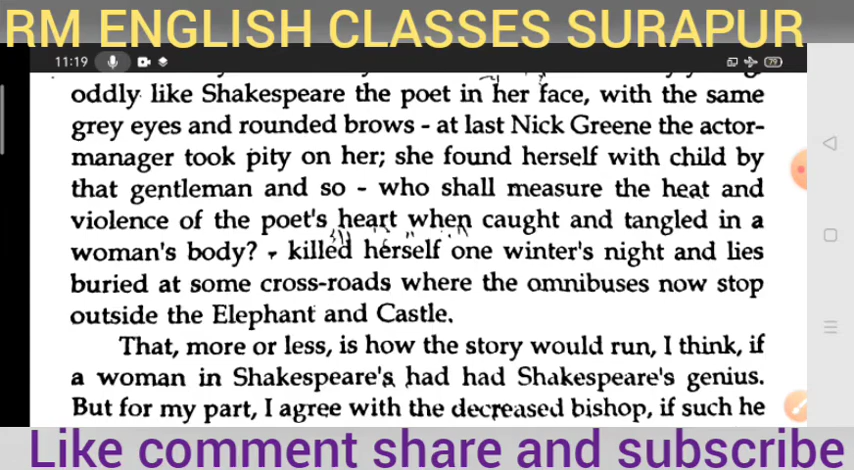 RM ENGLISH CLASSES SURAPUR
11:19
79
oddly like Shakespeare the poet in her face, with the same
grey eyes and rounded brows - at last Nick Greene the actor-
manager took pity on her; she found herself with child by
that gentleman and so - who shall measure the heat and
violence of the poet's heart when caught and tangled in a
woman's body? - killed herself one winter's night and lies
buried at some cross-roads where the omnibuses now stop
outside the Elephant and Castle.
That, more or less, is how the story would run, I think, if
a woman in Shakespeare's had had Shakespeare's genius.
But for my part, I agree with the decreased bishop, if such he
Like comment share and subscribe